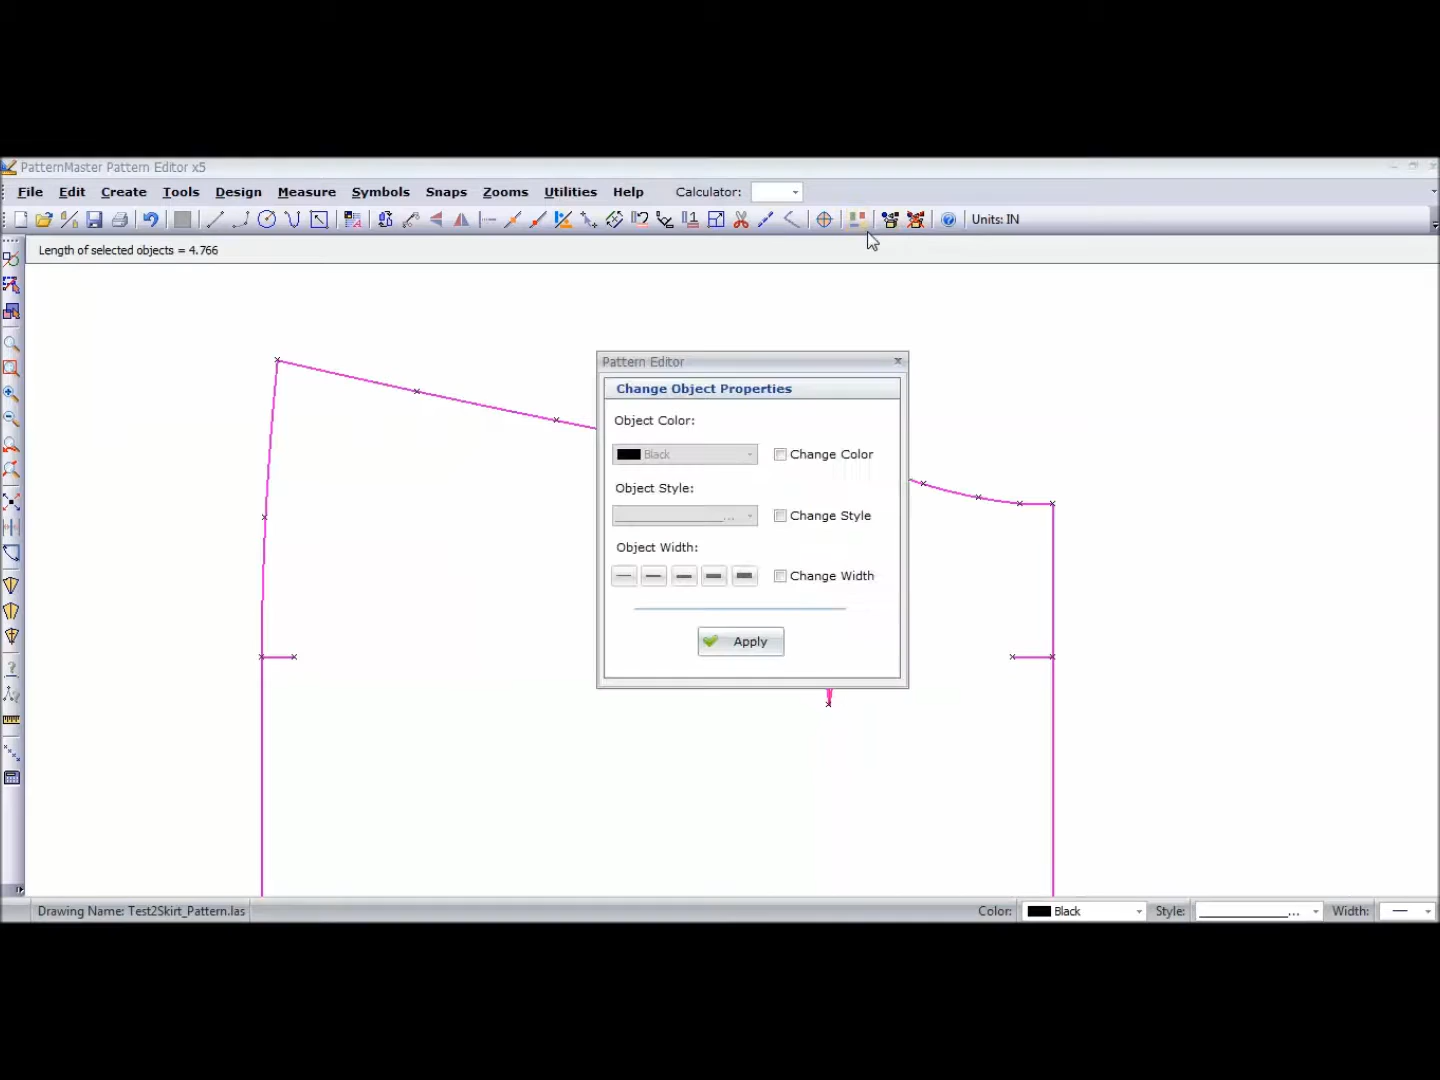 PatternMaster Pattern Editor x5
File Edit Create Tools Design Measure Symbols Snaps Zooms Utilities Help Calculator:
Units: IN
Length of selected objects = 4.766
Pattern Editor
Change Object Properties
Object Color:
Black Change Color
Object Style:
... Change Style
Object Width:
Change Width
Apply
Drawing Name: Test2Skirt_Pattern.las Color: Black Style: ... Width: